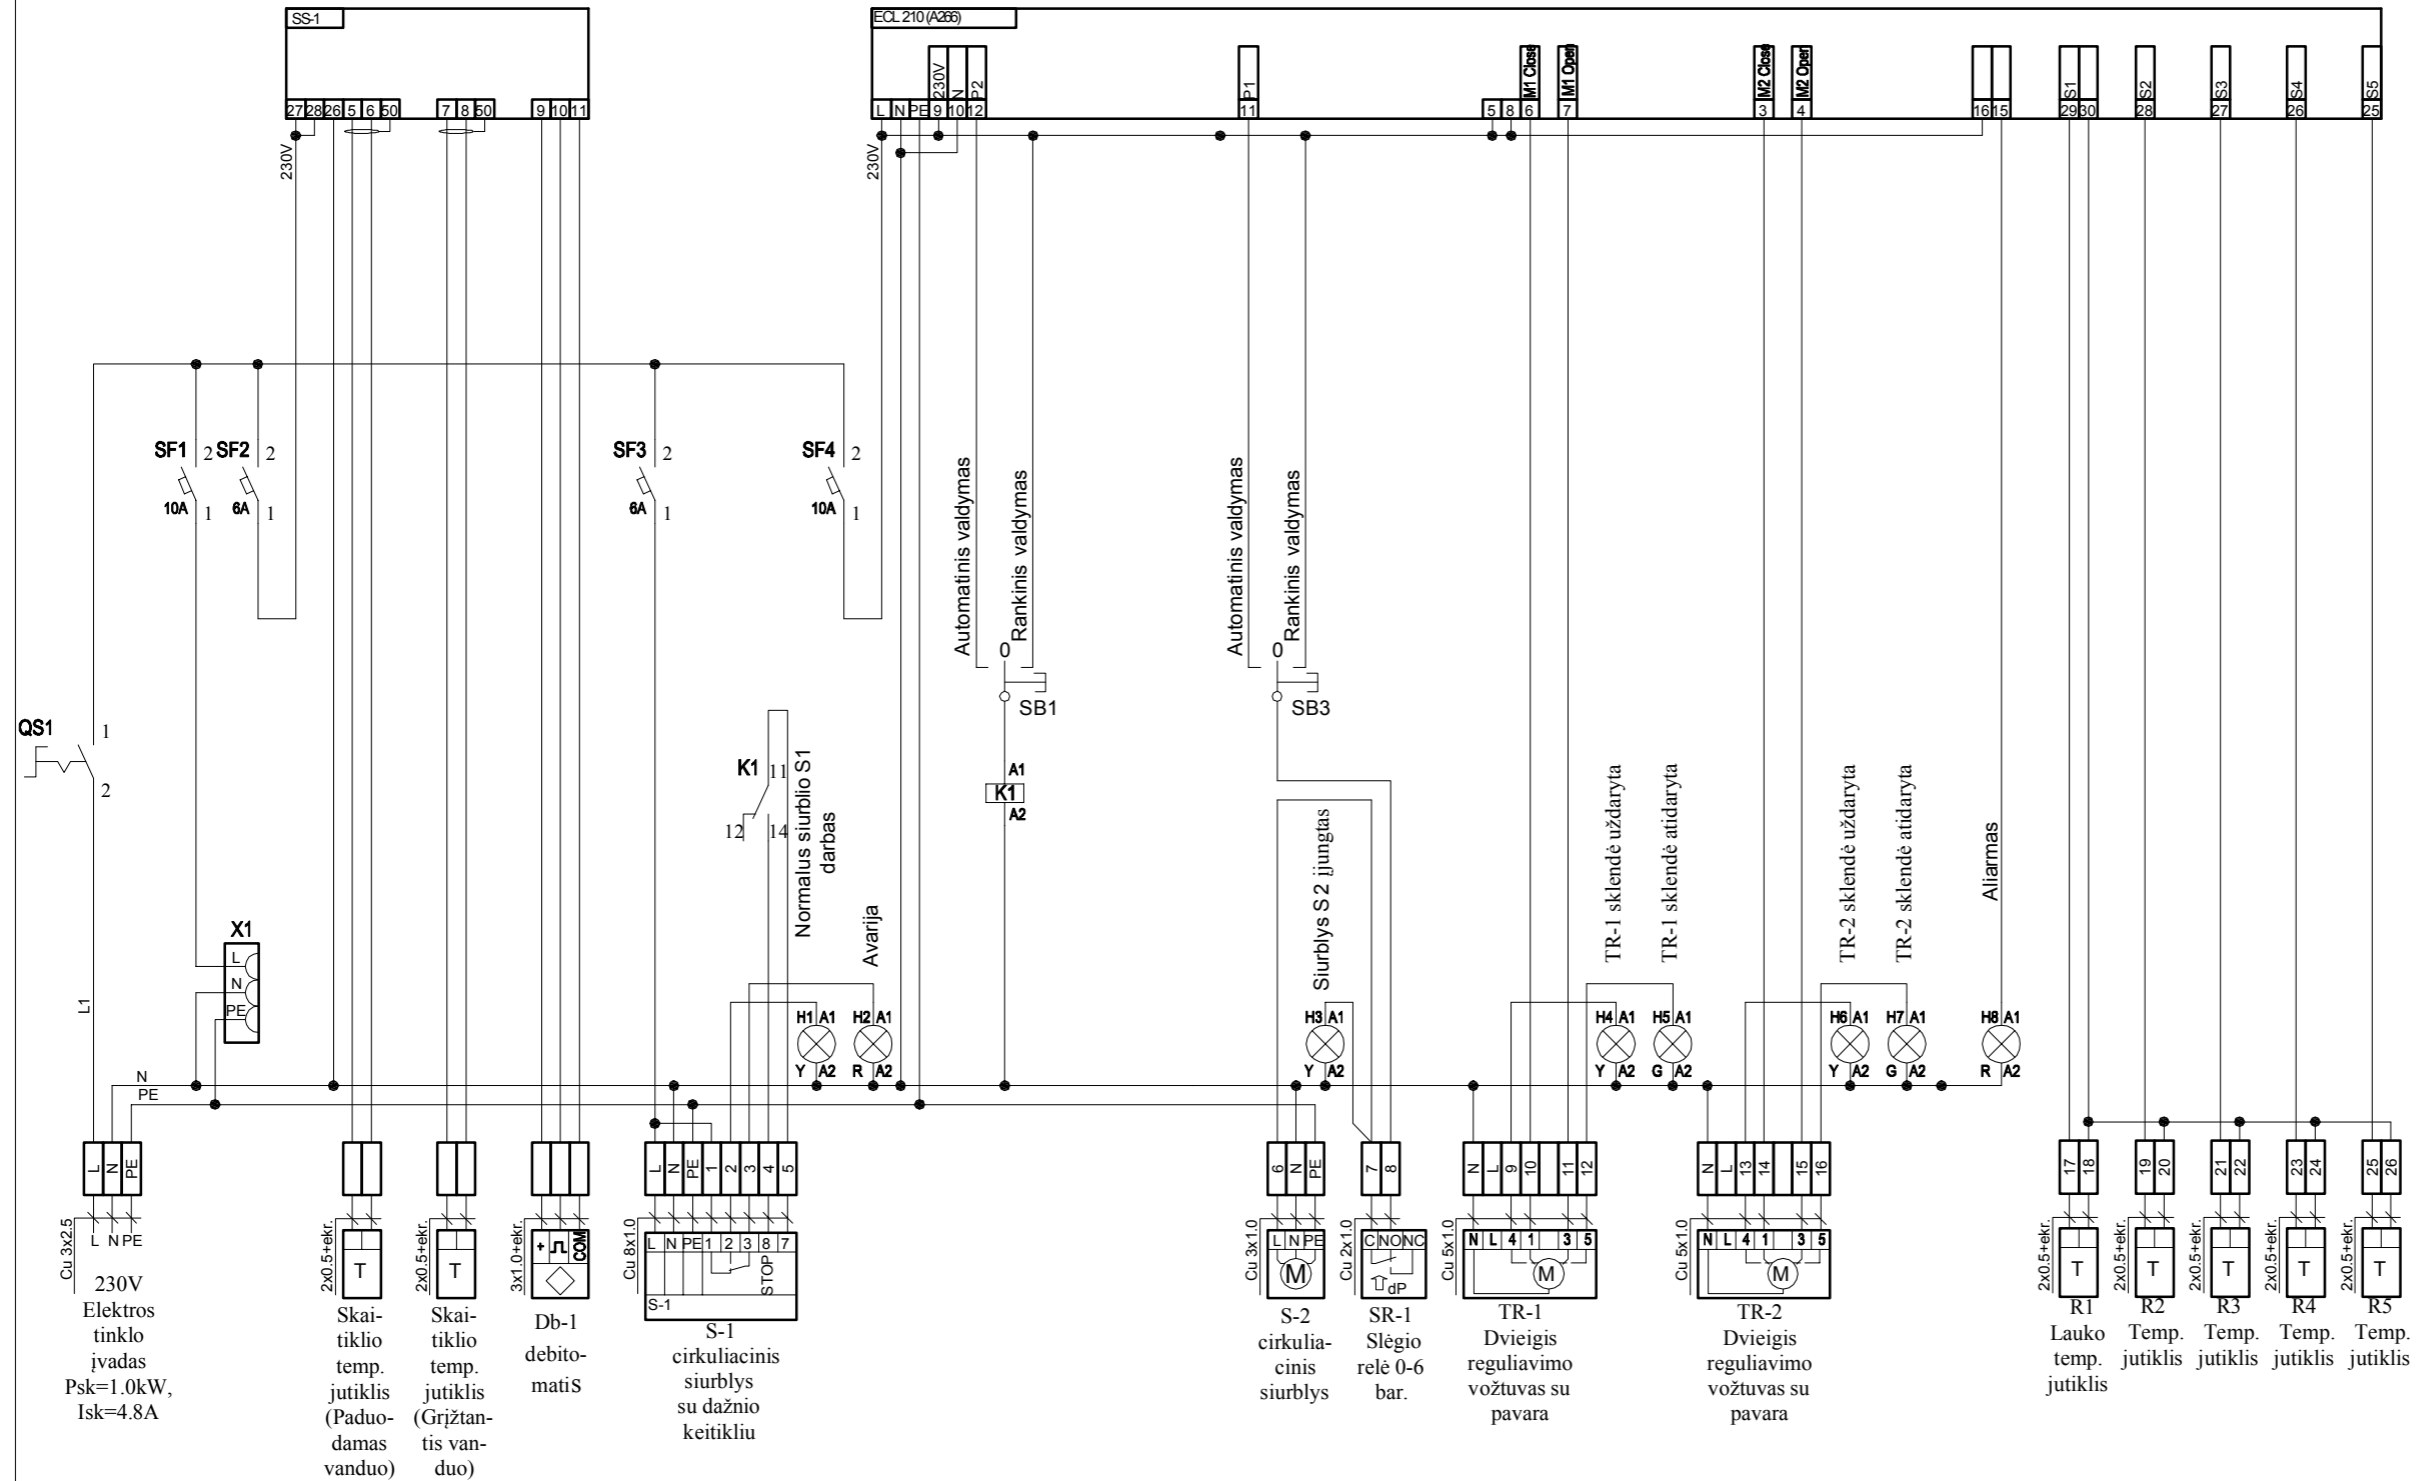 SS-1
27 28 26 5 6 50 7 8 50 9 10 11
230V
ECL 210 (A266)
230V N P2 P1 M1 Close M1 Open M2 Close M2 Open S1 S2 S3 S4 S5
L N PE 9 10 12 11 5 8 6 7 3 4 16 15 29 30 28 27 26 25
230V
SF1 2 SF2 2 SF3 2 SF4 2
10A 1 6A 1 6A 1 10A 1
Automatinis valdymas
Rankinis valdymas
0
SB1
Automatinis valdymas
Rankinis valdymas
0
SB3
QS1 1
2
K1 11
12 14
Normalus siurblio S1
darbas
A1
K1
A2
Avarija
Siurblys S 2 įjungtas
TR-1 sklendė uždaryta
TR-1 sklendė atidaryta
TR-2 sklendė uždaryta
TR-2 sklendė atidaryta
Aliarmas
X1
L
N
PE
L1
H1 A1 H2 A1 H3 A1 H4 A1 H5 A1 H6 A1 H7 A1 H8 A1
Y A2 R A2 Y A2 Y A2 G A2 Y A2 G A2 R A2
N
PE
L N PE
L N PE 1 2 3 4 5
6 N PE
7 8
N L 9 10 11 12
N L 13 14 15 16
17 18 19 20 21 22 23 24 25 26
Cu 3x2.5
L N PE
230V
Elektros
tinklo
įvadas
Psk=1.0kW,
Isk=4.8A
2x0.5+ekr.
T
Skai-
tiklio
temp.
jutiklis
(Paduo-
damas
vanduo)
2x0.5+ekr.
T
Skai-
tiklio
temp.
jutiklis
(Grįžtan-
tis van-
duo)
3x1.0+ekr.
+ COM
Db-1
debito-
matis
Cu 8x1.0
L N PE 1 2 3 8 7
STOP
S-1
S-1
cirkuliacinis
siurblys
su dažnio
keitikliu
Cu 3x1.0
L N PE
M
S-2
cirkulia-
cinis
siurblys
Cu 2x1.0
C NO NC
dP
SR-1
Slėgio
relė 0-6
bar.
Cu 5x1.0
N L 4 1 3 5
M
TR-1
Dvieigis
reguliavimo
vožtuvas su
pavara
Cu 5x1.0
N L 4 1 3 5
M
TR-2
Dvieigis
reguliavimo
vožtuvas su
pavara
2x0.5+ekr.
T
R1
Lauko
temp.
jutiklis
2x0.5+ekr.
T
R2
Temp.
jutiklis
2x0.5+ekr.
T
R3
Temp.
jutiklis
2x0.5+ekr.
T
R4
Temp.
jutiklis
2x0.5+ekr.
T
R5
Temp.
jutiklis